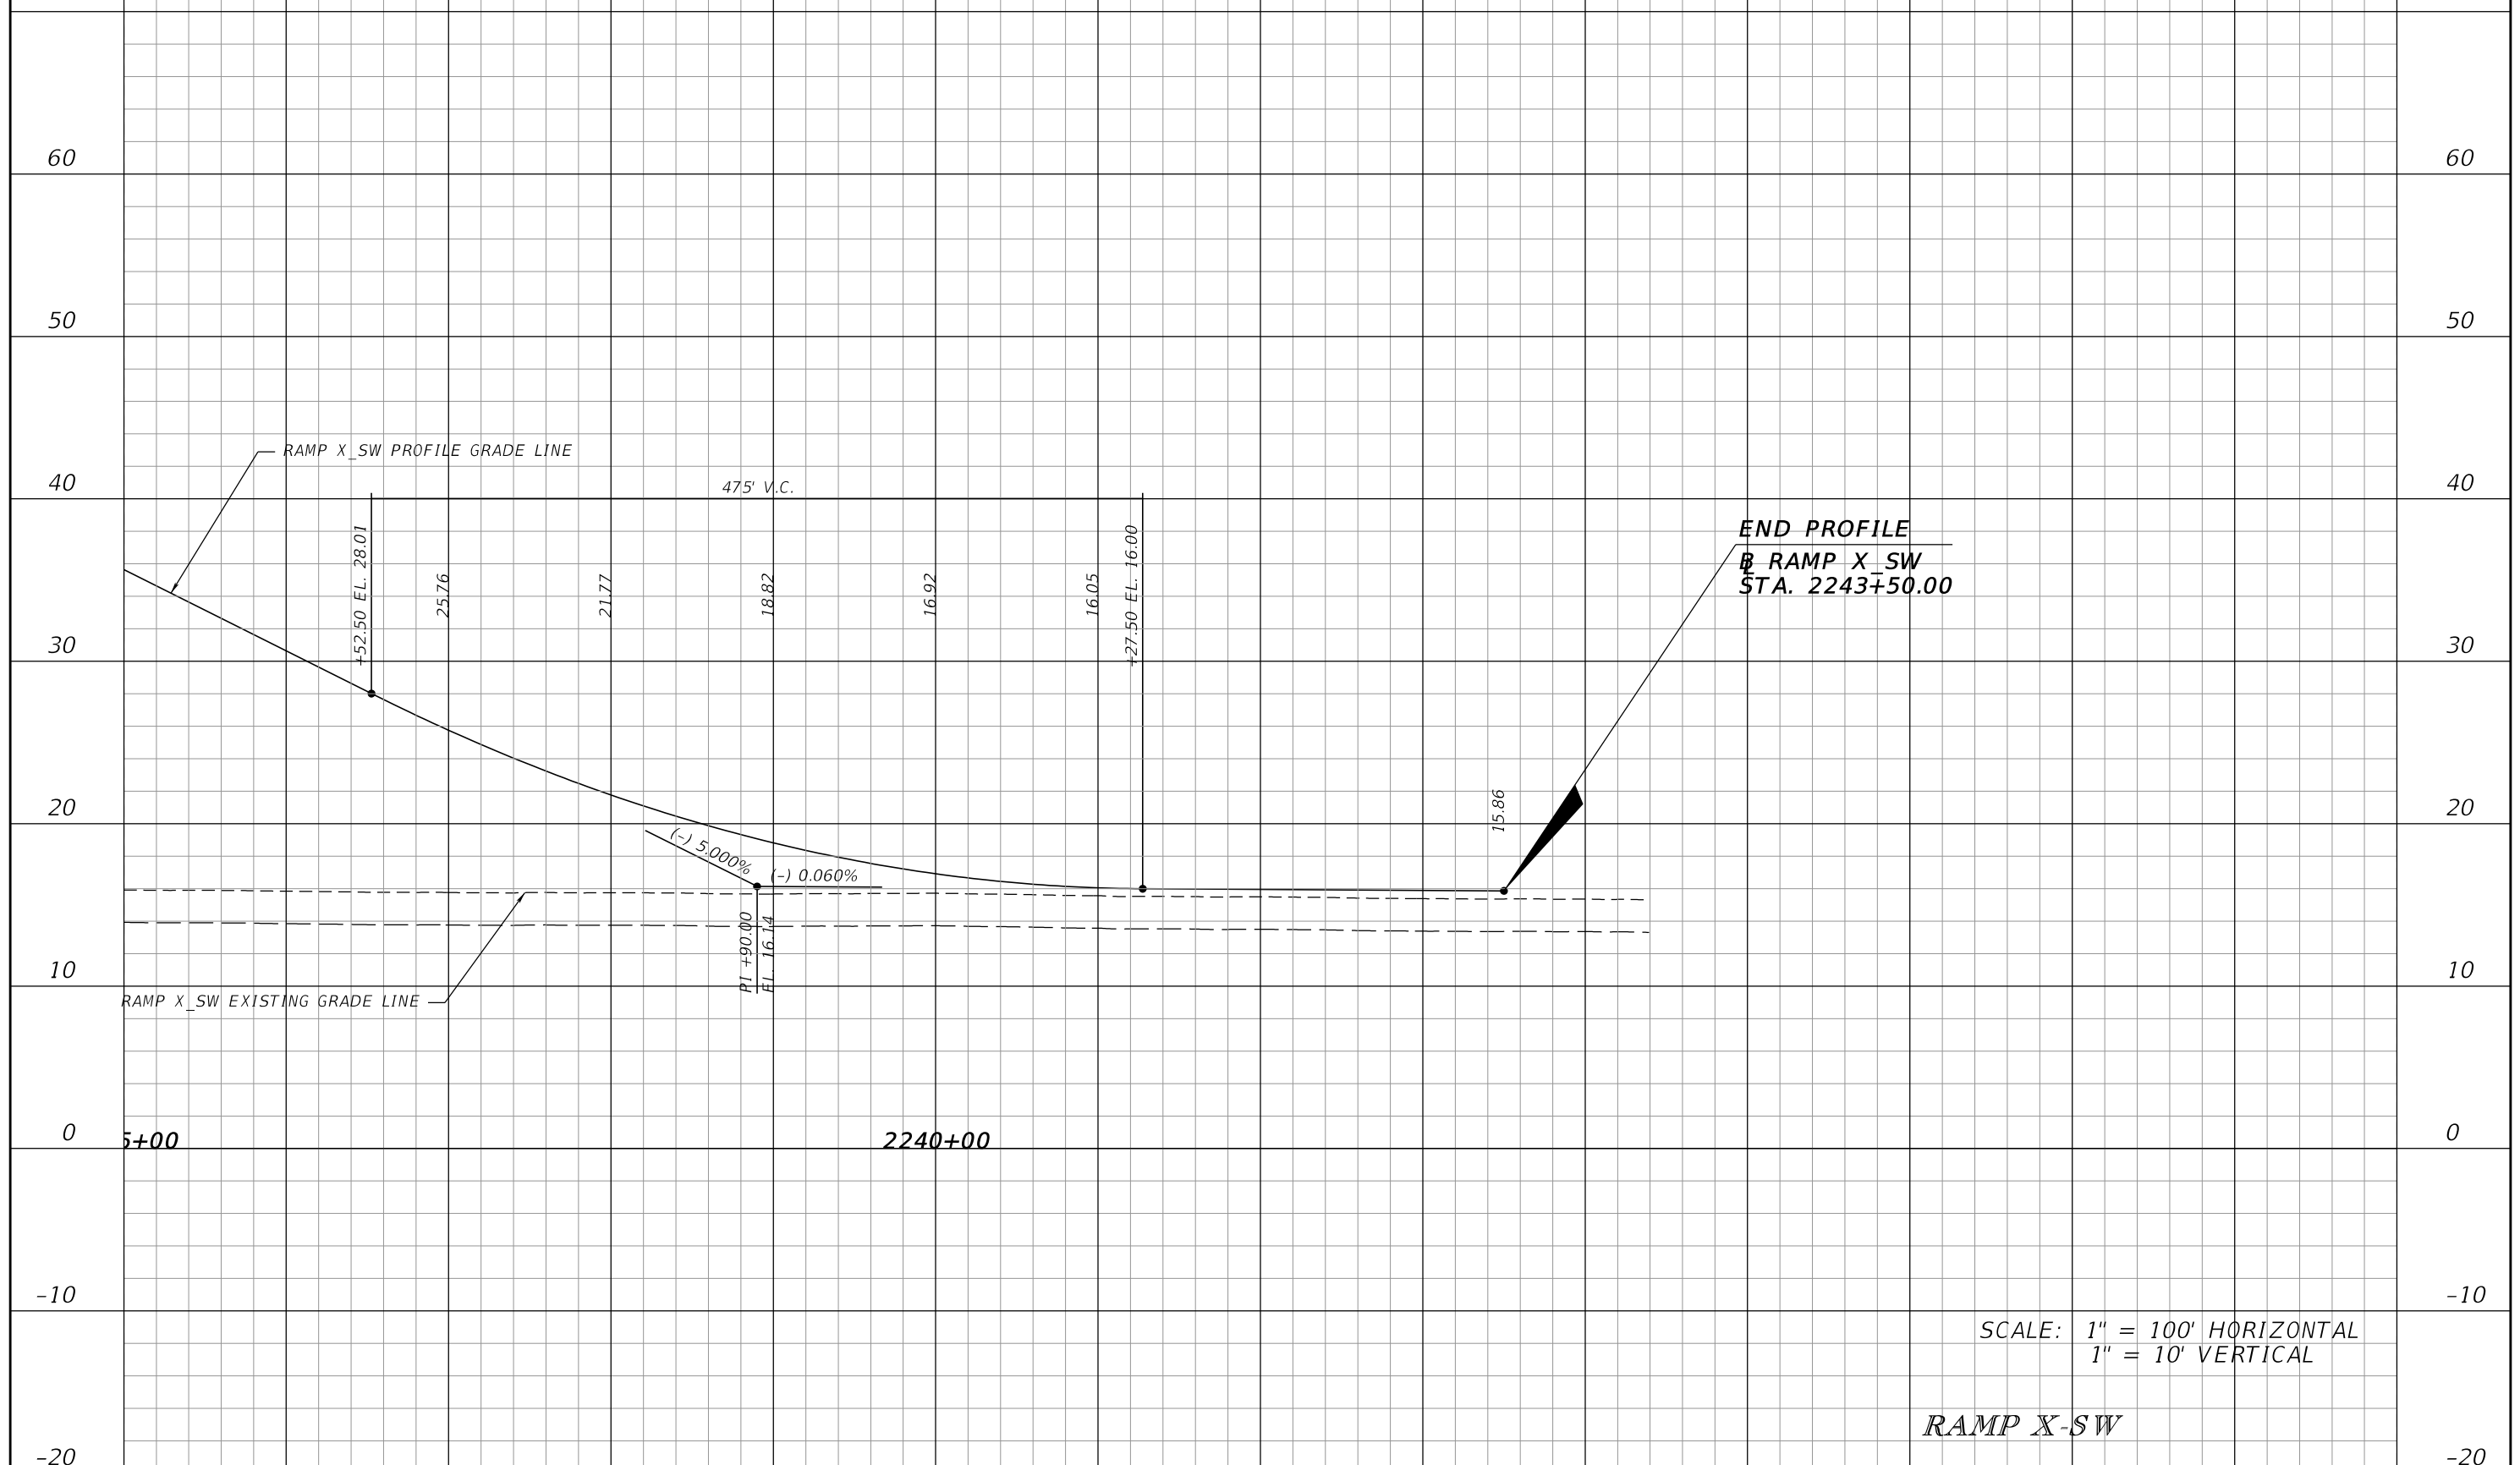 60
60
50
50
RAMP X_SW PROFILE GRADE LINE
40
475' V.C.
40
+52.50 EL. 28.01
25.76
21.77
18.82
16.92
16.05
+27.50 EL. 16.00
END PROFILE
BL RAMP X_SW
STA. 2243+50.00
30
30
20
15.86
20
(-) 5.000%
(-) 0.060%
PI +90.00
EL. 16.14
10
10
RAMP X_SW EXISTING GRADE LINE
0
5+00
2240+00
0
-10
-10
SCALE: 1" = 100' HORIZONTAL
1" = 10' VERTICAL
RAMP X-SW
-20
-20